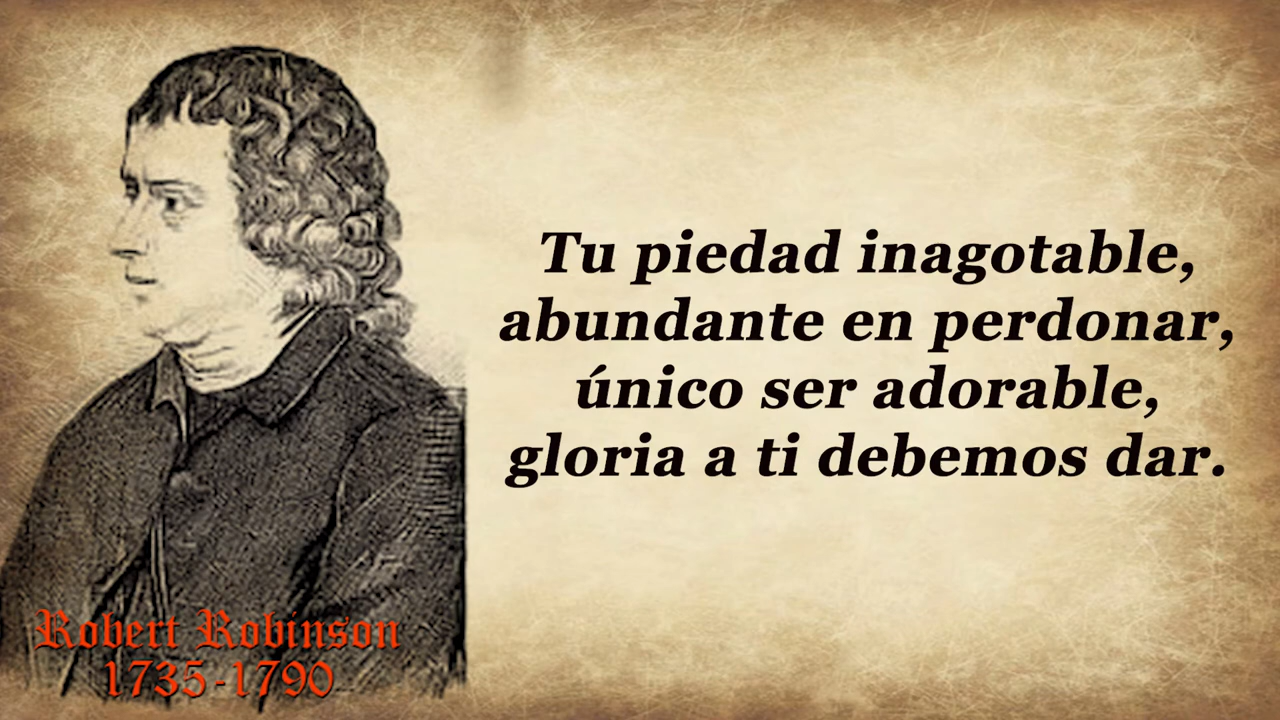 Tu piedad inagotable,
abundante en perdonar,
único ser adorable,
gloria a ti debemos dar.
Robert Robinson
1735-1790